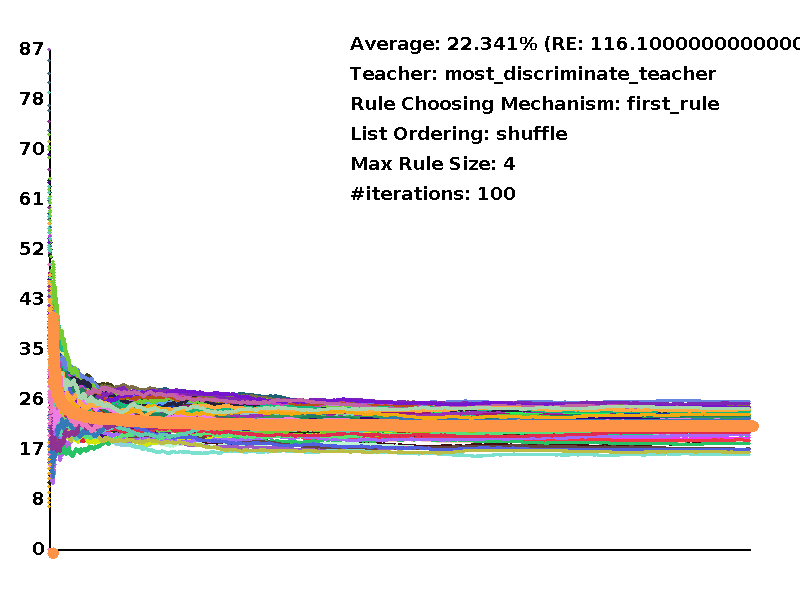 Average: 22.341% (RE: 116.1000000000000
Teacher: most_discriminate_teacher
Rule Choosing Mechanism: first_rule
List Ordering: shuffle
Max Rule Size: 4
#iterations: 100
87
78
70
61
52
43
35
26
17
8
0